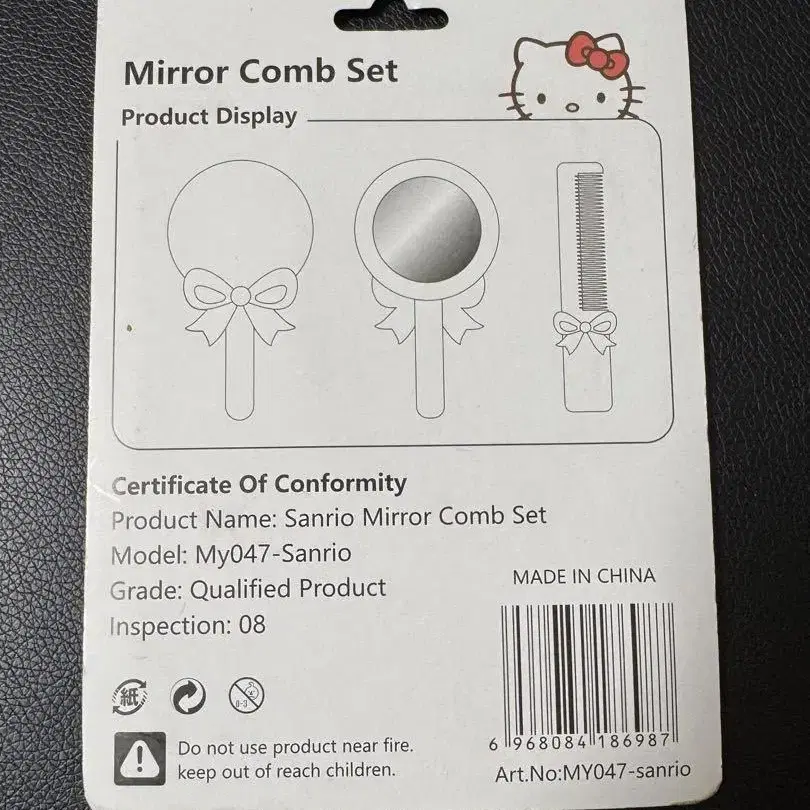 Mirror Comb Set
Product Display
Certificate Of Conformity
Product Name: Sanrio Mirror Comb Set
Model: My047-Sanrio
Grade: Qualified Product
Inspection: 08
MADE IN CHINA
紙
0-3
6 968084 186987
Do not use product near fire.
keep out of reach children.
Art.No:MY047-sanrio